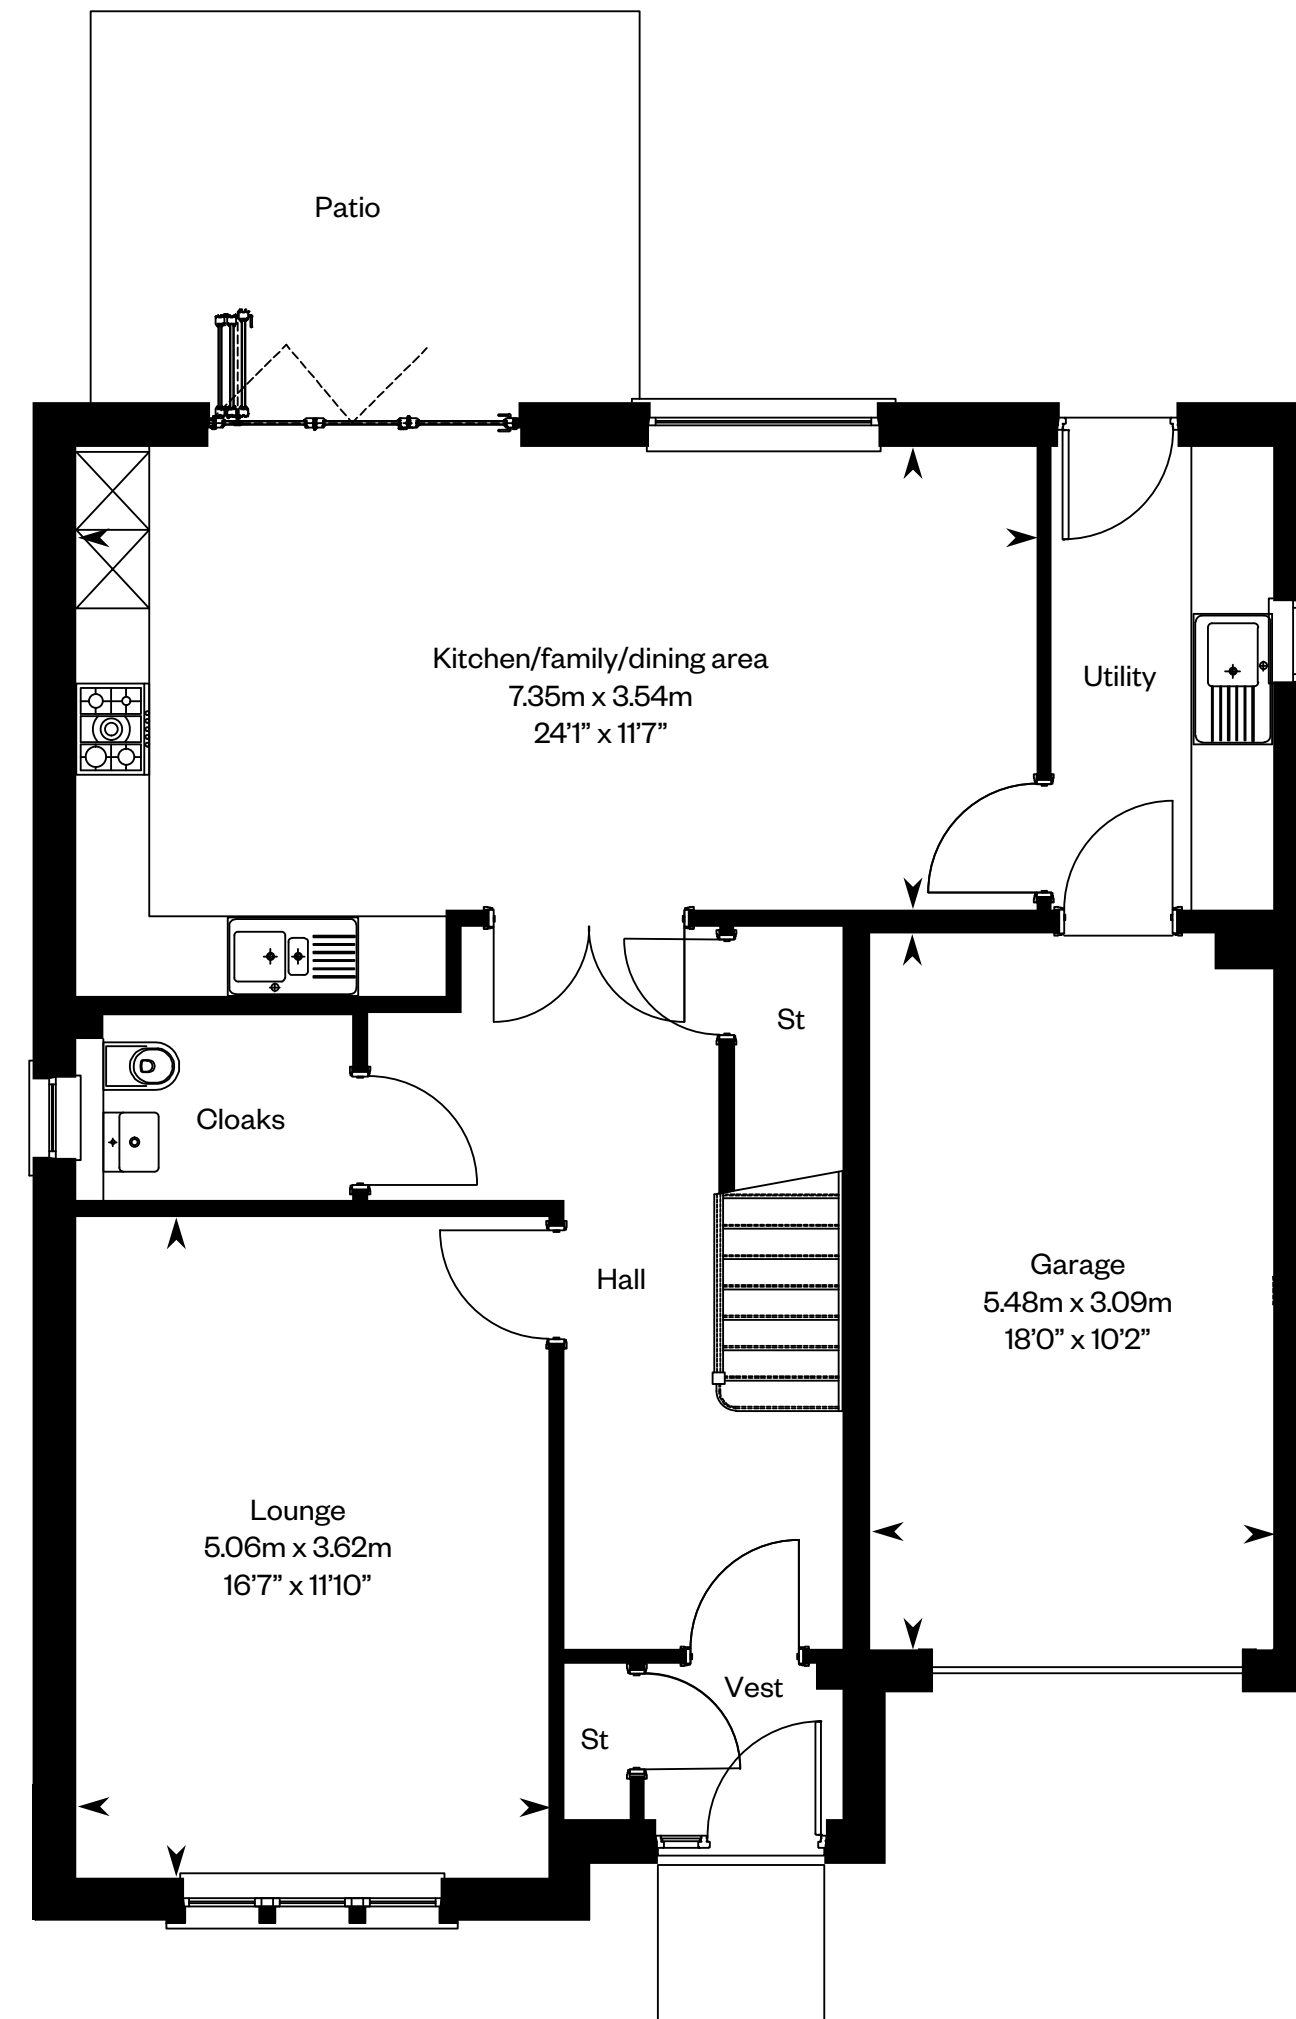 Patio
Kitchen/family/dining area
7.35m x 3.54m
24’1” x 11’7”
Utility
St
Cloaks
Garage
5.48m x 3.09m
18’0” x 10’2”
Hall
Lounge
5.06m x 3.62m
16’7” x 11’10”
Vest
St